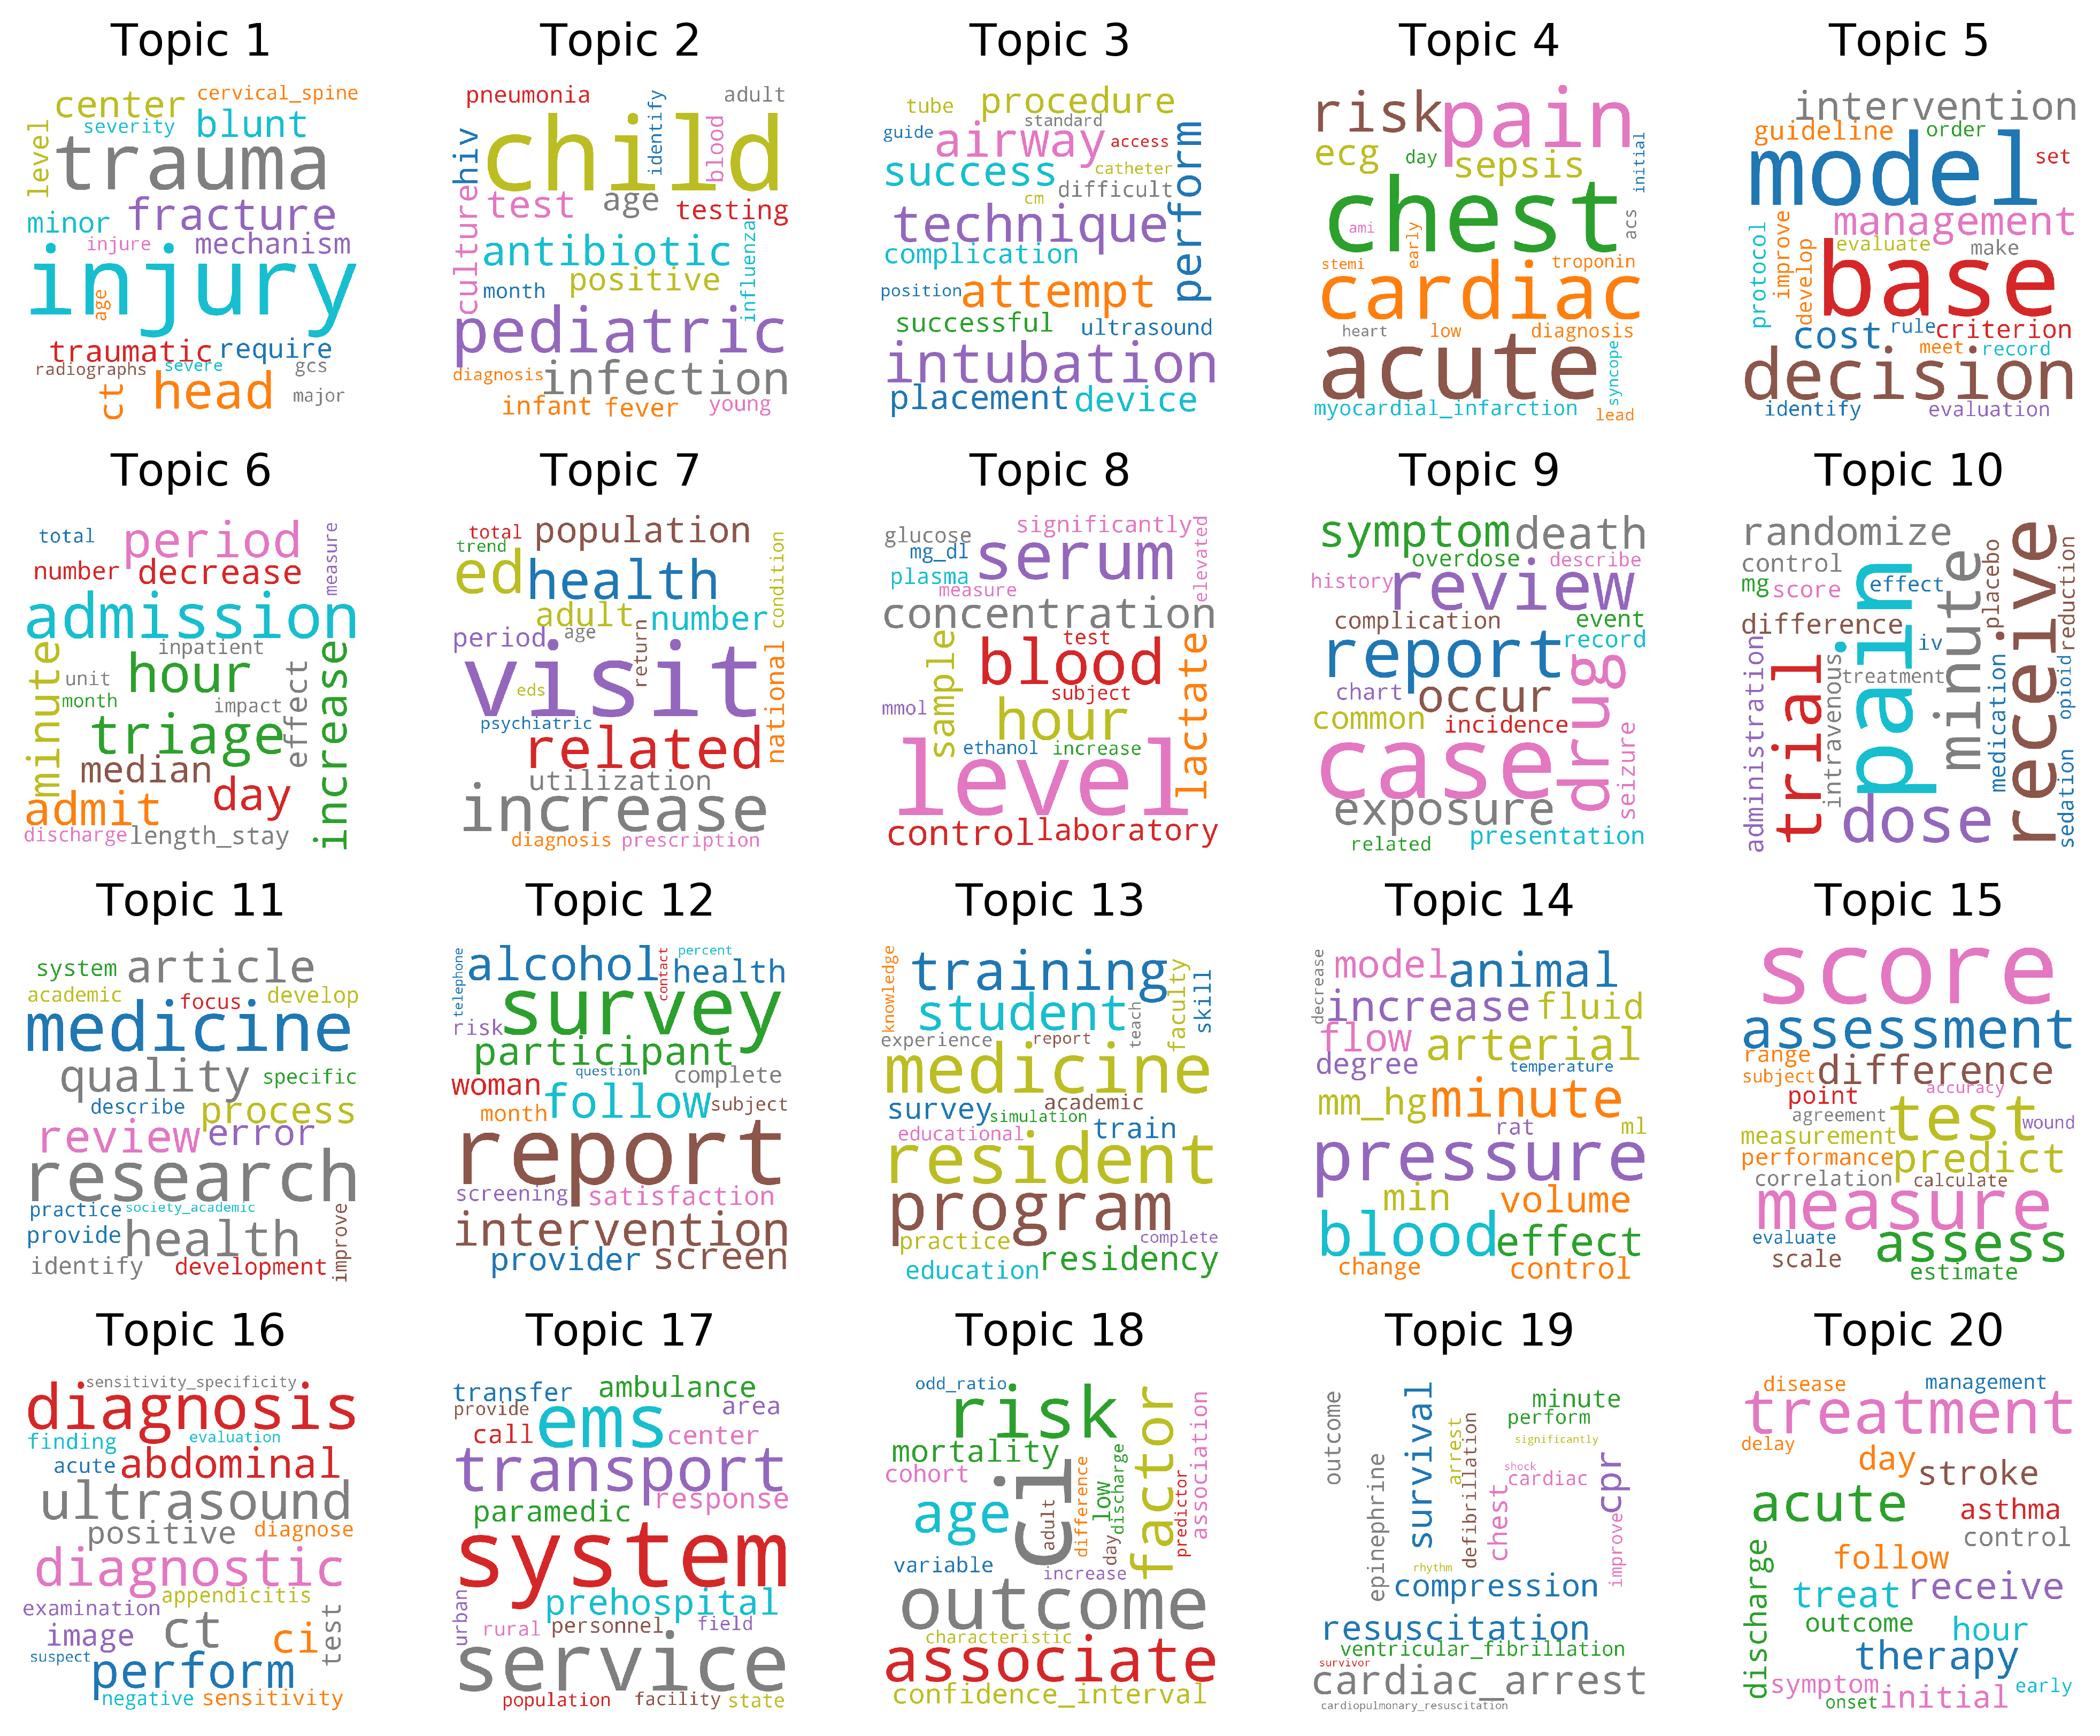 Topic 1
center cervical_spine
severity blunt
level trauma
minor fracture
injure mechanism
injury
age
traumatic require
radiographs severe gcs
ct head major
Topic 2
pneumonia identify adult
hiv child blood
culture test age testing
antibiotic influenza
month positive
pediatric
diagnosis infection
infant fever young
Topic 3
tube procedure
guide airway standard access
success catheter perform
cm difficult
technique
complication
position attempt
successful ultrasound
intubation
placement device
Topic 4
risk pain
ecg day sepsis initial
chest acs
ami early
stemi troponin
cardiac
heart low diagnosis
acute syncope
myocardial_infarction lead
Topic 5
intervention
guideline order
model set
protocol improve management
develop evaluate make
base
cost rule criterion
meet record
decision
identify evaluation
Topic 6
total period measure
number decrease
admission
minute inpatient increase
unit hour effect
month impact
triage
median
admit day
discharge length_stay
Topic 7
total population
trend condition
ed health
adult number
period age return national
visit
eds
psychiatric
related
utilization
increase
diagnosis prescription
Topic 8
glucose significantly
mg_dl serum elevated
plasma
measure
concentration
sample test lactate
blood
subject
mmol hour
ethanol increase
level
control laboratory
Topic 9
symptom death
overdose describe
history review
complication event
report record
chart occur drug
common incidence
case seizure
exposure
related presentation
Topic 10
randomize
control placebo
mg score effect
difference pain minute receive reduction
iv
administration trial intravenous treatment medication opioid
dose sedation
Topic 11
system article
academic focus develop
medicine
quality specific
describe process
review error
research
practice society_academic
provide health improve
identify development
Topic 12
telephone alcohol contact percent
health
survey
risk participant
woman question complete
month follow subject
report
screening satisfaction
intervention
provider screen
Topic 13
knowledge training faculty skill
student teach
experience report
medicine
survey academic
simulation
educational train
resident
program
practice complete
education residency
Topic 14
decrease model animal
increase fluid
flow arterial
degree temperature
mm_hg minute
rat ml
pressure
min volume
blood effect
change control
Topic 15
score
assessment
range difference
subject accuracy
point
agreement test wound
measurement
performance predict
correlation calculate
measure
evaluate assess
scale estimate
Topic 16
sensitivity_specificity
diagnosis
finding evaluation
acute abdominal
ultrasound
positive diagnose
diagnostic
appendicitis
examination ct test
image ci
suspect perform
negative sensitivity
Topic 17
transfer ambulance
provide ems area
call center
transport
paramedic response
system
urban prehospital
rural personnel field
service
population facility state
Topic 18
odd_ratio risk factor association
mortality
cohort ci low discharge
age adult difference day predictor
variable increase
outcome
characteristic
associate
confidence_interval
Topic 19
outcome survival minute
arrest perform
significantly
epinephrine defibrillation shock cpr
chest cardiac
rhythm improve
compression
resuscitation
ventricular_fibrillation
survivor
cardiac_arrest
cardiopulmonary_resuscitation
Topic 20
disease management
treatment
delay day stroke
acute asthma
control
discharge follow
treat receive
outcome hour
therapy
symptom early
onset initial